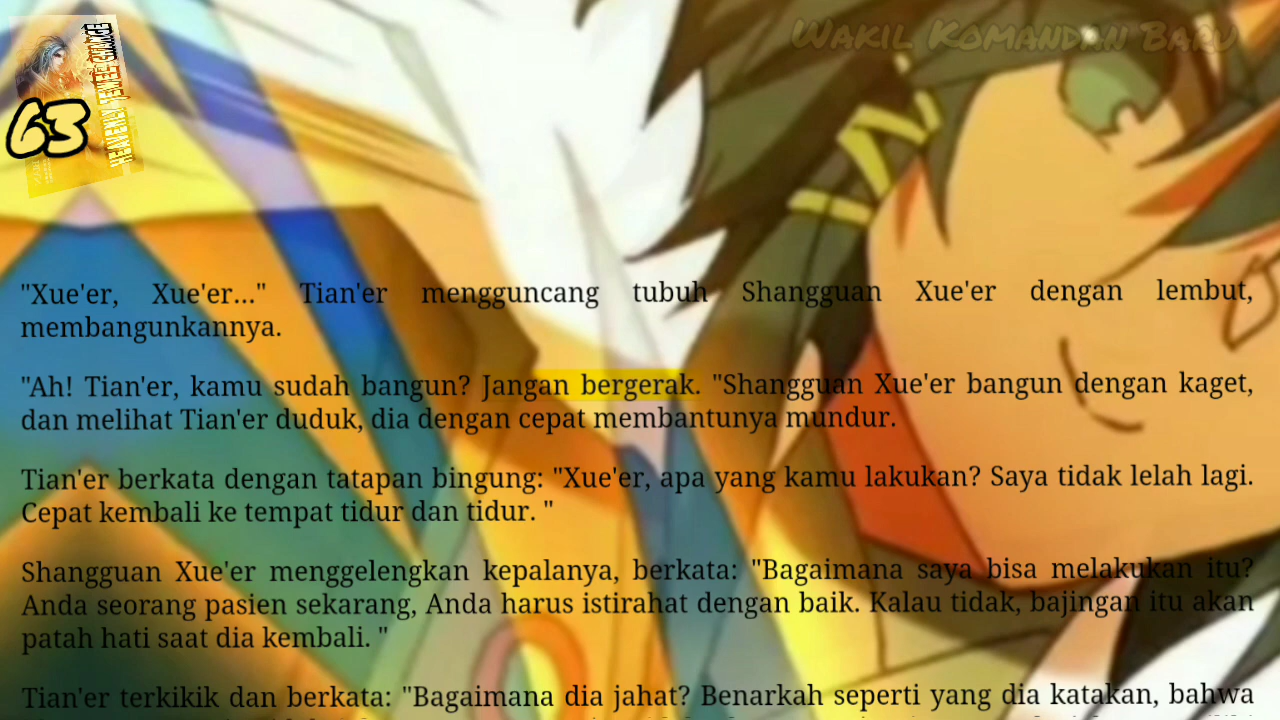 Wakil Komandan Baru
HEAVENLY JEWEL CHANGE
63
"Xue'er, Xue'er..." Tian'er mengguncang tubuh Shangguan Xue'er dengan lembut,
membangunkannya.
"Ah! Tian'er, kamu sudah bangun? Jangan bergerak. "Shangguan Xue'er bangun dengan kaget,
dan melihat Tian'er duduk, dia dengan cepat membantunya mundur.
Tian'er berkata dengan tatapan bingung: "Xue'er, apa yang kamu lakukan? Saya tidak lelah lagi.
Cepat kembali ke tempat tidur dan tidur. "
Shangguan Xue'er menggelengkan kepalanya, berkata: "Bagaimana saya bisa melakukan itu?
Anda seorang pasien sekarang, Anda harus istirahat dengan baik. Kalau tidak, bajingan itu akan
patah hati saat dia kembali. "
Tian'er terkikik dan berkata: "Bagaimana dia jahat? Benarkah seperti yang dia katakan, bahwa